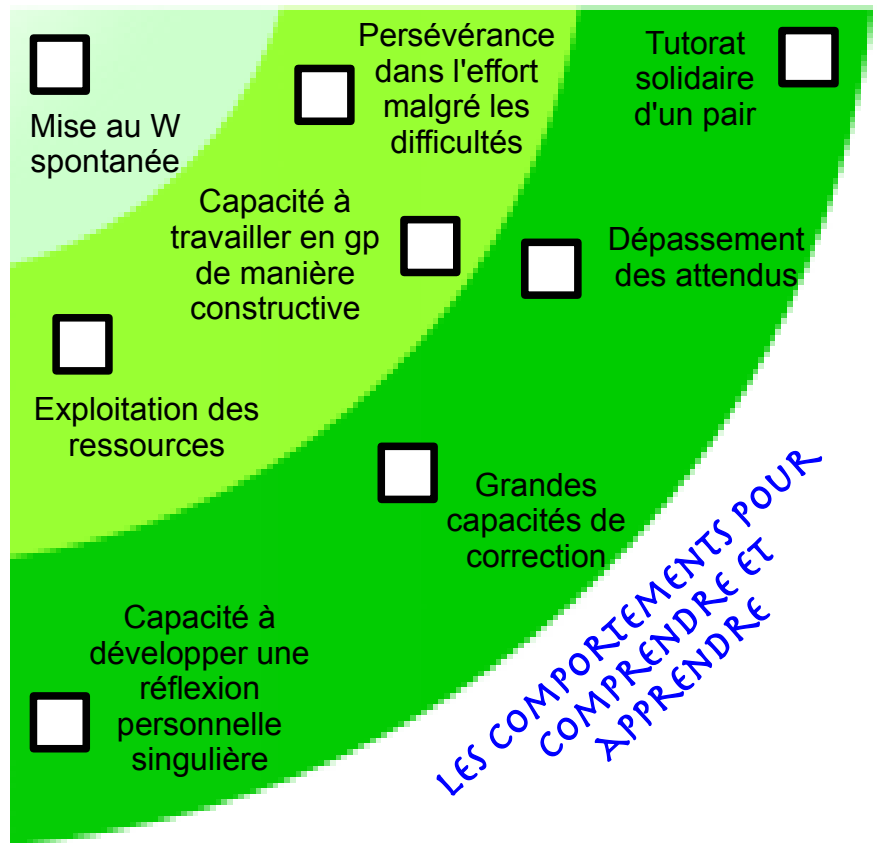 Mise au W
spontanée
Persévérance
dans l'effort
malgré les
difficultés
Tutorat
solidaire
d'un pair
Capacité à
travailler en gp
de manière
constructive
Dépassement
des attendus
Exploitation des
ressources
Grandes
capacités de
correction
Capacité à
développer une
réflexion
personnelle
singulière
LES COMPORTEMENTS POUR
COMPRENDRE ET
APPRENDRE